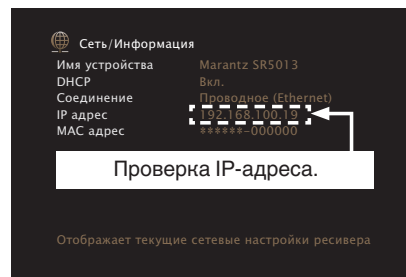 Сеть/Информация
Имя устройства Marantz SR5013
DHCP Вкл.
Соединение Проводное (Ethernet)
IP адрес 192.168.100.19
MAC адрес ******-000000
Проверка IP-адреса.
Отображает текущие сетевые настройки ресивера